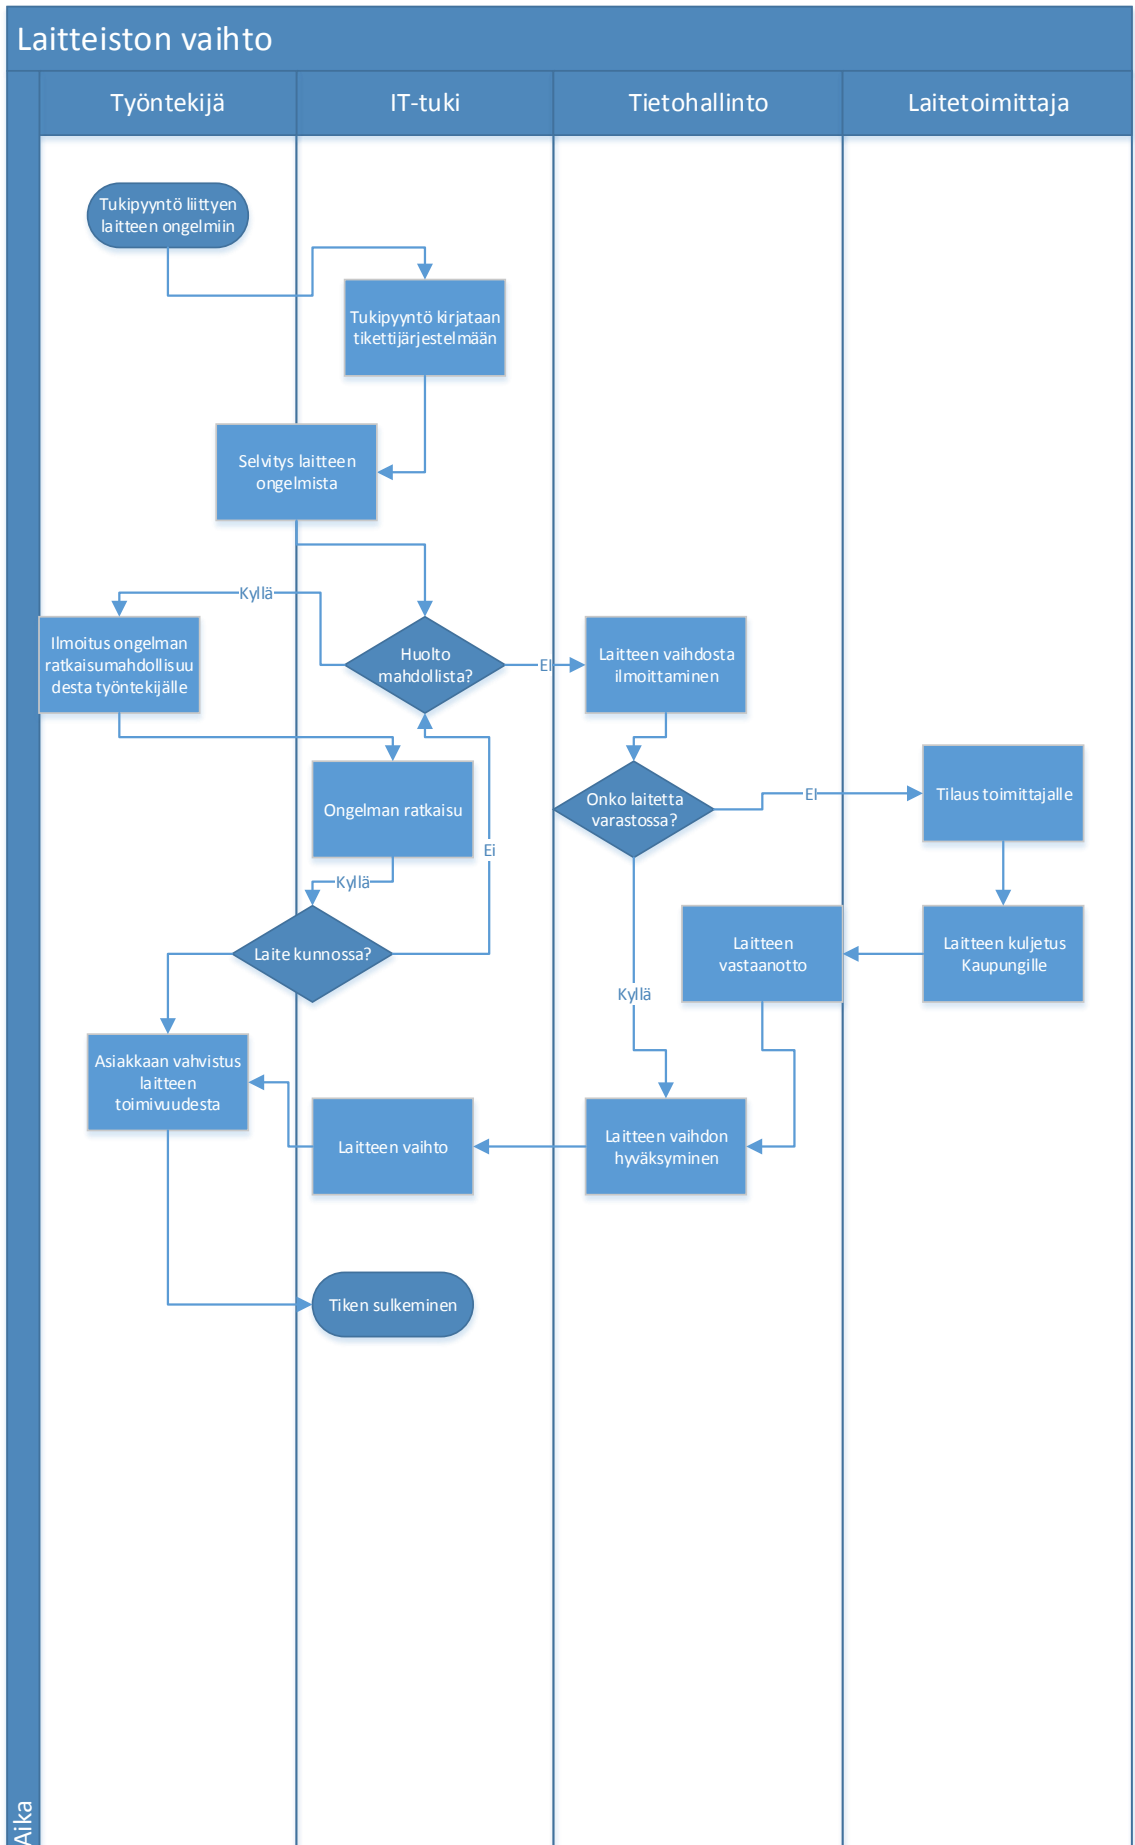 Laitteiston vaihto
Työntekijä
IT-tuki
Tietohallinto
Laitetoimittaja
Tukipyyntö liittyen
laitteen ongelmiin
Tukipyyntö kirjataan
tikettijärjestelmään
Selvitys laitteen
ongelmista
Kyllä
Ilmoitus ongelman
ratkaisumahdollisuu
desta työntekijälle
Huolto
mahdollista?
EI
Laitteen vaihdosta
ilmoittaminen
Ongelman ratkaisu
Onko laitetta
varastossa?
EI
Tilaus toimittajalle
Ei
Kyllä
Laite kunnossa?
Laitteen
vastaanotto
Laitteen kuljetus
Kaupungille
Kyllä
Asiakkaan vahvistus
laitteen
toimivuudesta
Laitteen vaihto
Laitteen vaihdon
hyväksyminen
Tiken sulkeminen
Aika